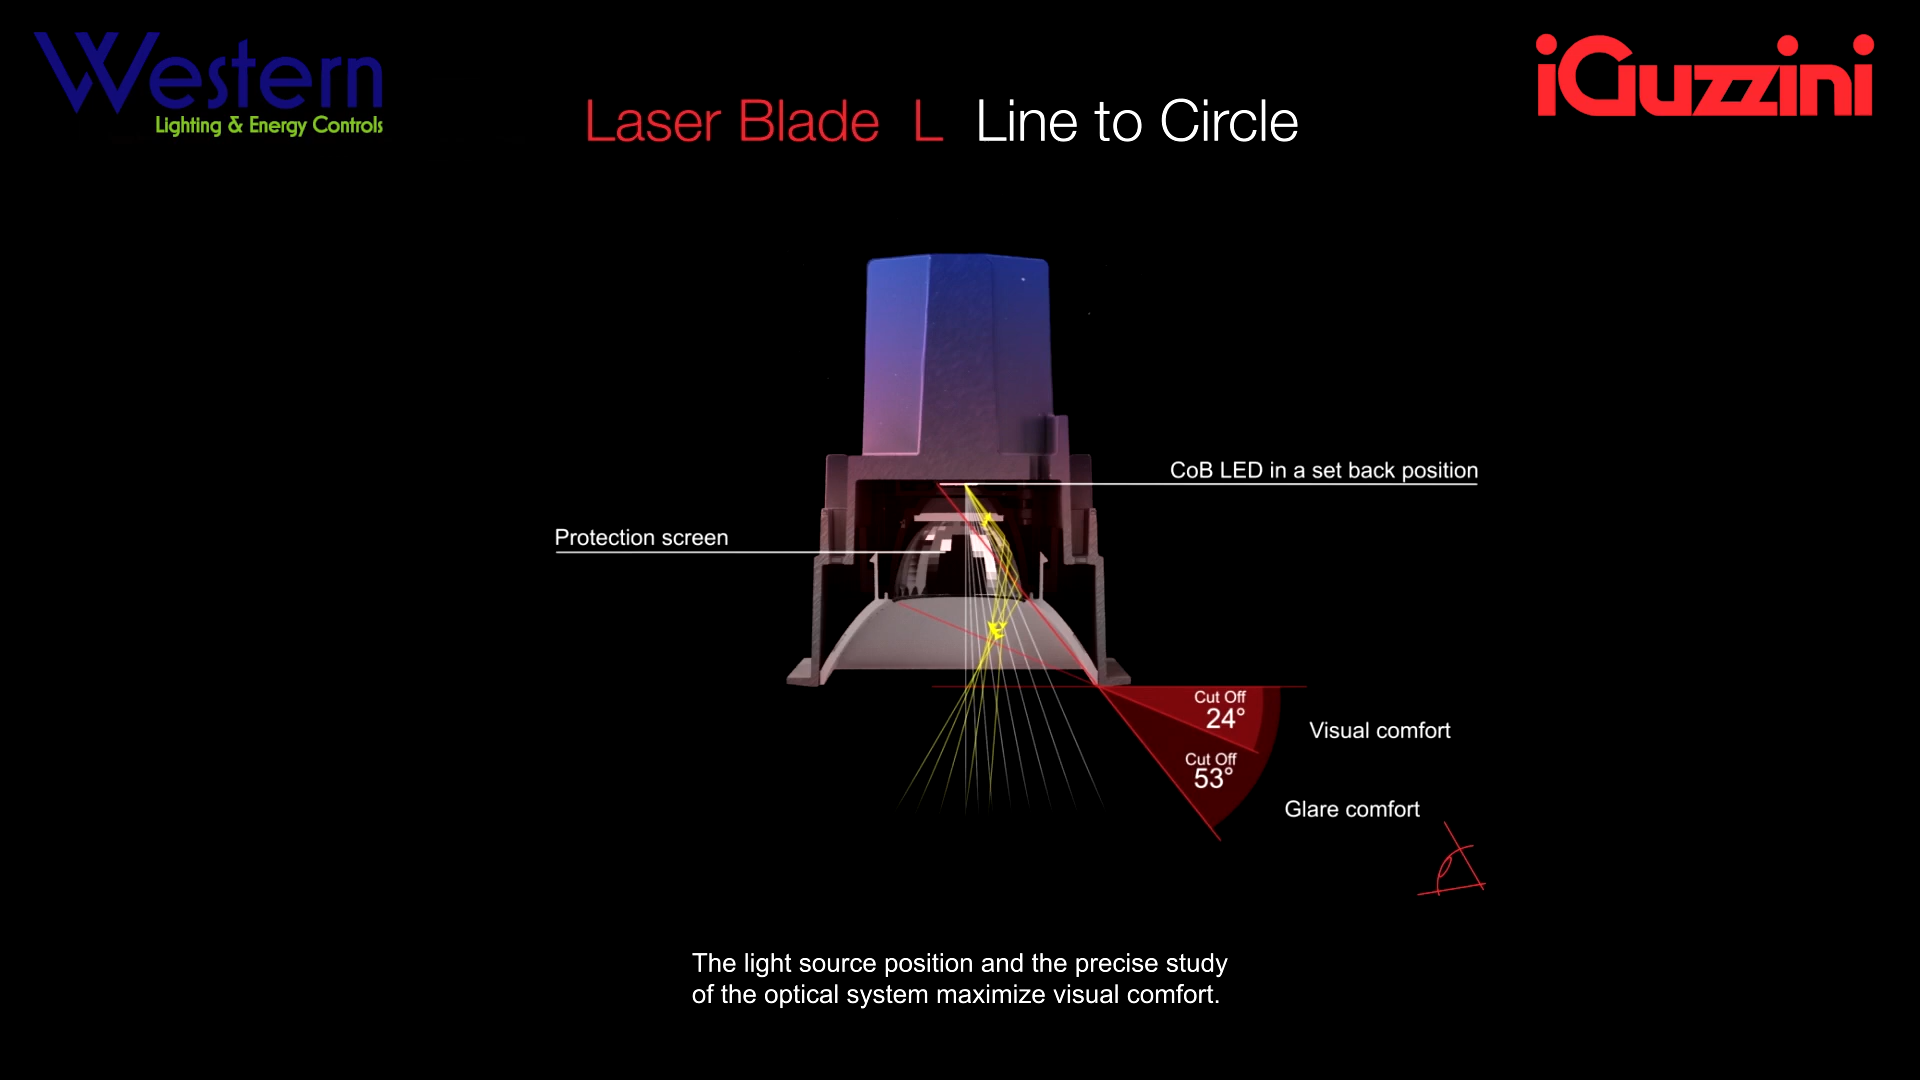 Western
Lighting & Energy Controls
iGuzzini
Laser Blade L Line to Circle
CoB LED in a set back position
Protection screen
Cut Off
24°
Visual comfort
Cut Off
53°
Glare comfort
The light source position and the precise study
of the optical system maximize visual comfort.